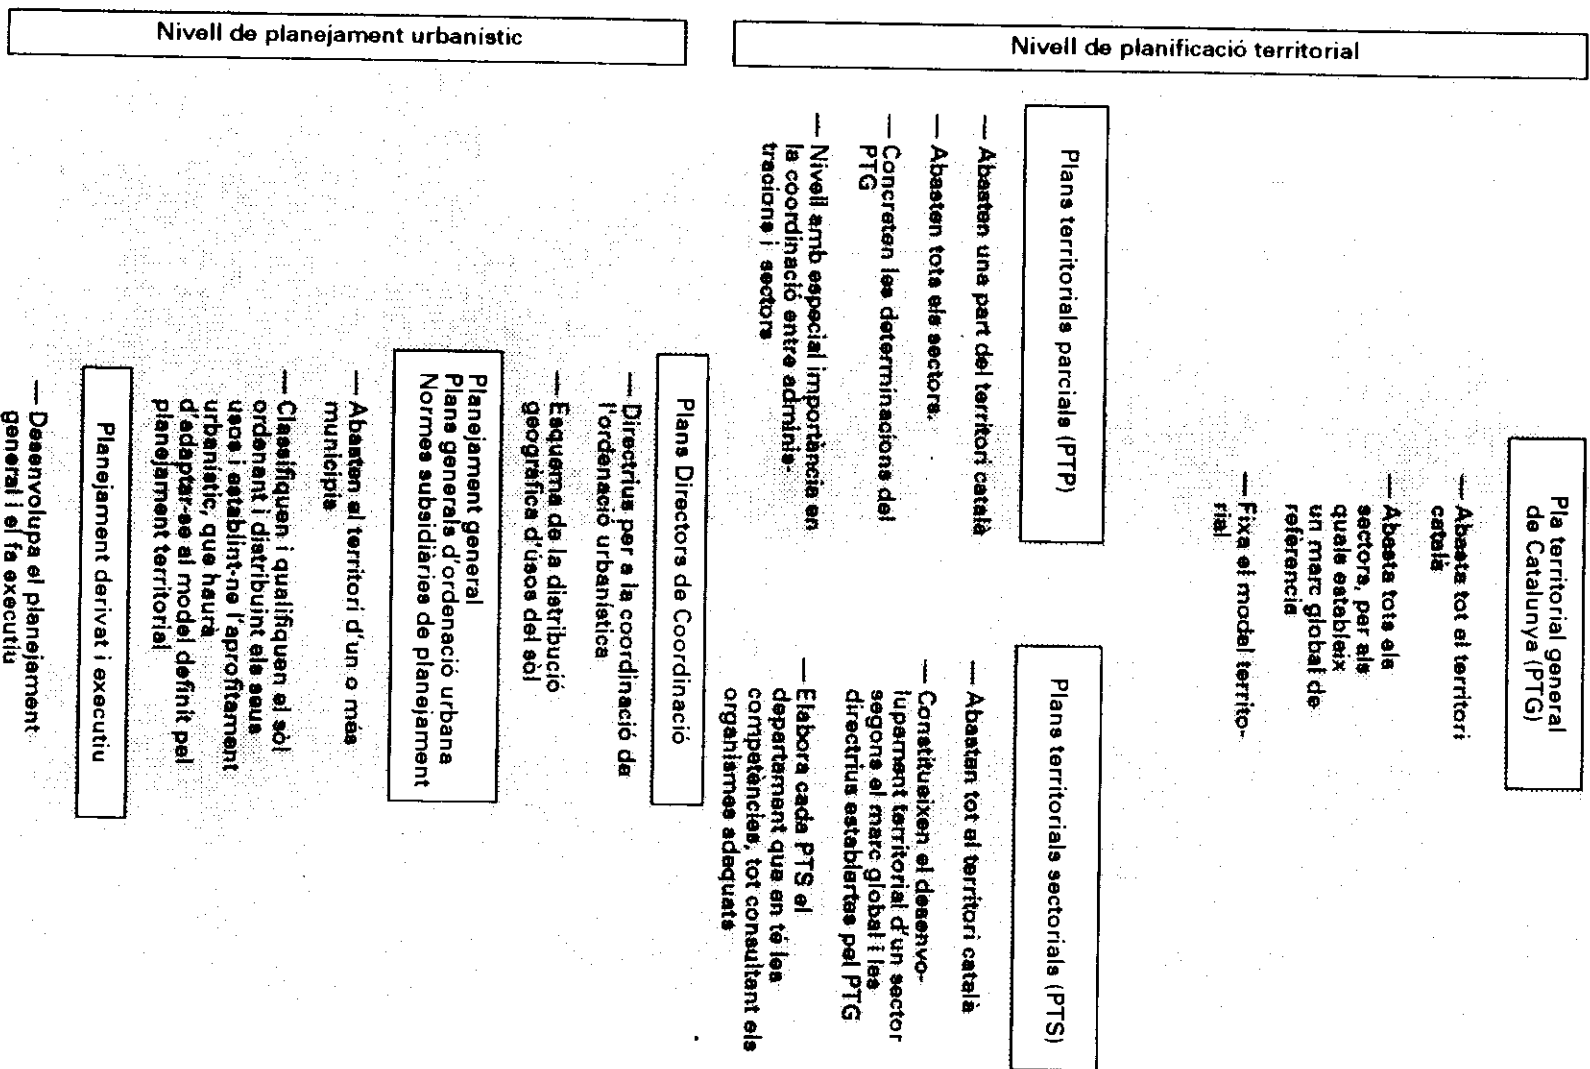 Nivell de planificació territorial
Pla territorial general
de Catalunya (PTG)
— Abasta tot el territori
català
— Abasta tots els
sectors, per als
quals estableix
un marc global de
referència
— Fixa el model territo-
rial
Plans territorials parcials (PTP)
— Abasten una part del territori català
— Abasten tots els sectors.
— Concreten les determinacions del
PTG
— Nivell amb especial importància en
la coordinació entre adminis-
tracions i sectors
Plans territorials sectorials (PTS)
— Abasten tot el territori català
— Constitueixen el desenvo-
lupament territorial d'un sector
segons el marc global i les
directrius establertes pel PTG
— Elabora cada PTS el
departament que en té les
competències, tot consultant els
organismes adequats
Nivell de planejament urbanístic
Plans Directors de Coordinació
— Directrius per a la coordinació de
l'ordenació urbanística
— Esquema de la distribució
geogràfica d'usos del sòl
Planejament general
Plans generals d'ordenació urbana
Normes subsidiàries de planejament
— Abasten el territori d'un o més
municipis
— Classifiquen i qualifiquen el sòl
ordenant i distribuint els seus
usos i establint-ne l'aprofitament
urbanístic, que haurà
d'adaptar-se al model definit pel
planejament territorial
Planejament derivat i executiu
— Desenvolupa el planejament
general i el fa executiu